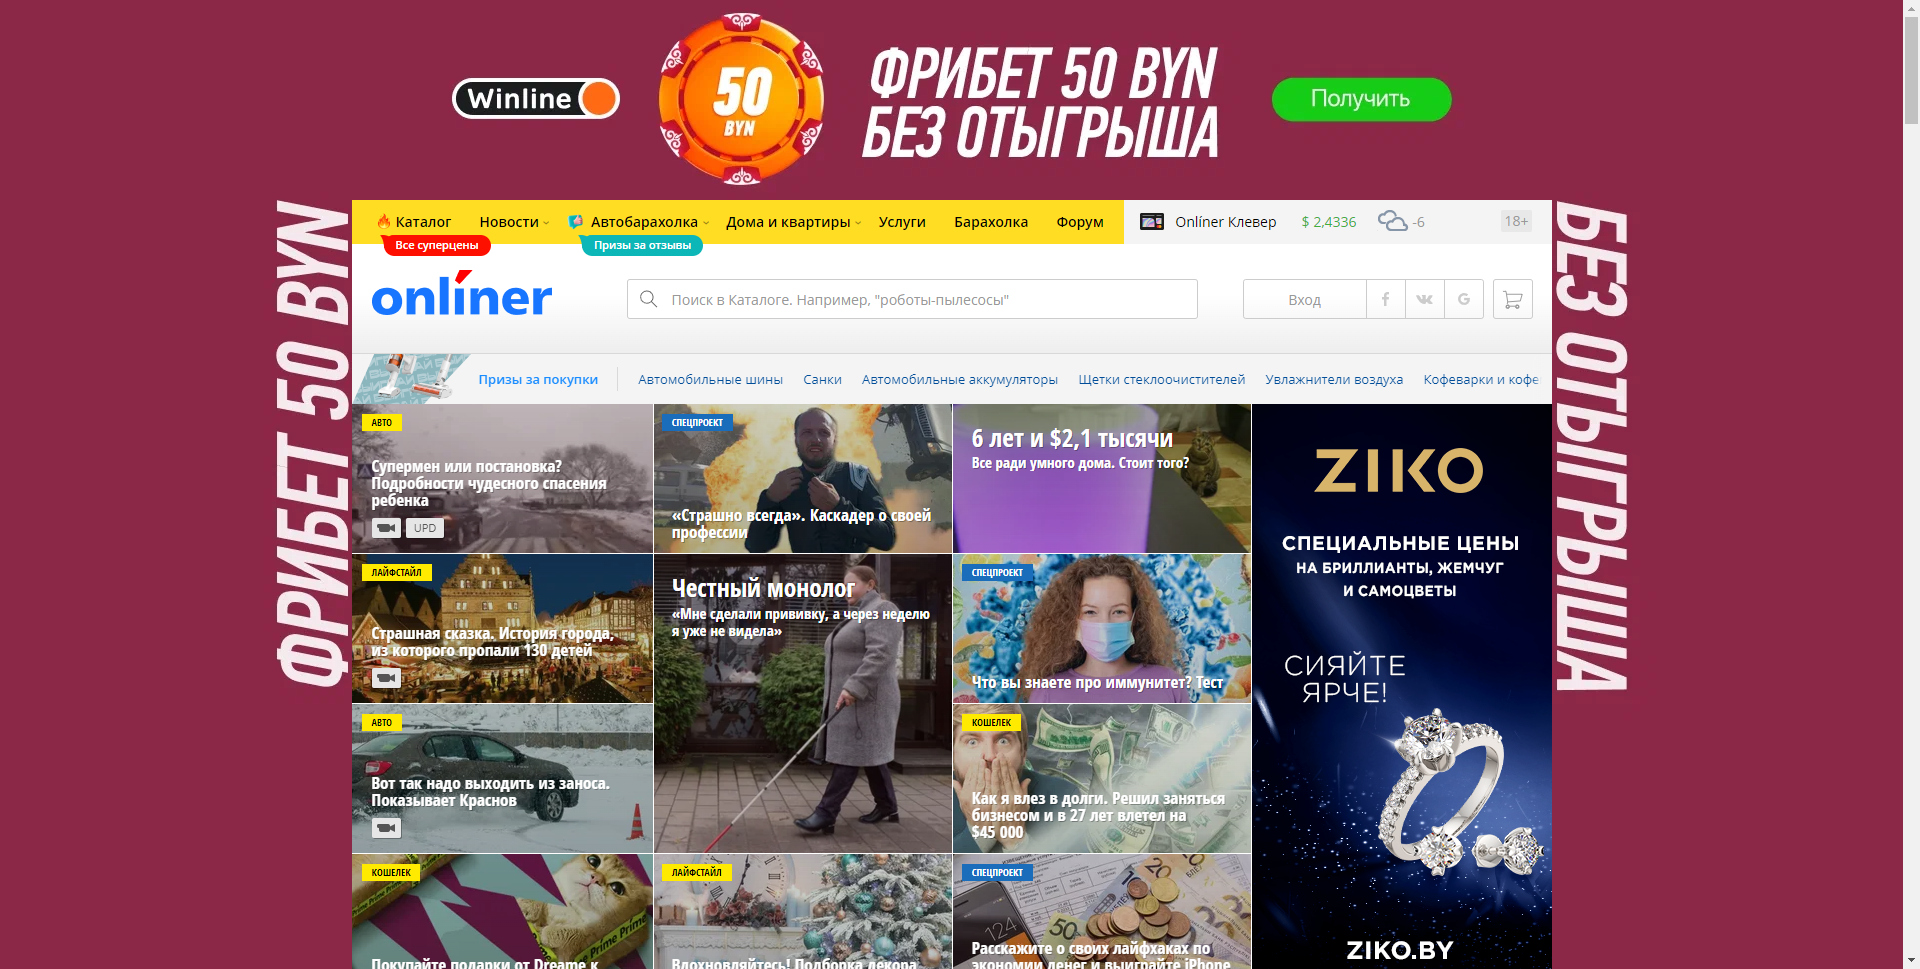 Winline
50
BYN
ФРИБЕТ 50 BYN
БЕЗ ОТЫГРЫША
Получить
ФРИБЕТ 50 BYN
БЕЗ ОТЫГРЫША
Каталог
Новости
Автобарахолка
Дома и квартиры
Услуги
Барахолка
Форум
Onlíner Клевер
$ 2,4336
-6
18+
Все суперцены
Призы за отзывы
onlíner
Поиск в Каталоге. Например, "роботы-пылесосы"
Вход
Призы за покупки
Автомобильные шины
Санки
Автомобильные аккумуляторы
Щетки стеклоочистителей
Увлажнители воздуха
Кофеварки и кофе
АВТО
Супермен или постановка?
Подробности чудесного спасения
ребенка
UPD
СПЕЦПРОЕКТ
«Страшно всегда». Каскадер о своей
профессии
6 лет и $2,1 тысячи
Все ради умного дома. Стоит того?
ЛАЙФСТАЙЛ
Страшная сказка. История города,
из которого пропали 130 детей
Честный монолог
«Мне сделали прививку, а через неделю
я уже не видела»
СПЕЦПРОЕКТ
Что вы знаете про иммунитет? Тест
АВТО
Вот так надо выходить из заноса.
Показывает Краснов
КОШЕЛЕК
Как я влез в долги. Решил заняться
бизнесом и в 27 лет влетел на
$45 000
КОШЕЛЕК
Покупайте подарки от Dreame к
ЛАЙФСТАЙЛ
Вдохновляйтесь! Подборка декора
СПЕЦПРОЕКТ
Расскажите о своих лайфхаках по
экономии денег и выиграйте iPhone
ZIKO
СПЕЦИАЛЬНЫЕ ЦЕНЫ
НА БРИЛЛИАНТЫ, ЖЕМЧУГ
И САМОЦВЕТЫ
СИЯЙТЕ
ЯРЧЕ!
ZIKO.BY